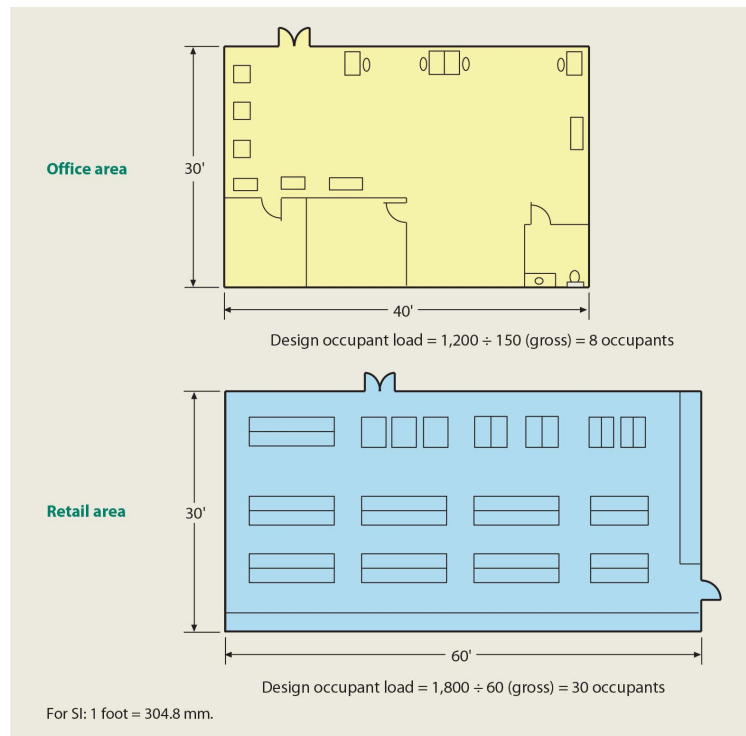 Office area
30'
40'
Design occupant load = 1,200 ÷ 150 (gross) = 8 occupants
Retail area
30'
60'
Design occupant load = 1,800 ÷ 60 (gross) = 30 occupants
For SI: 1 foot = 304.8 mm.